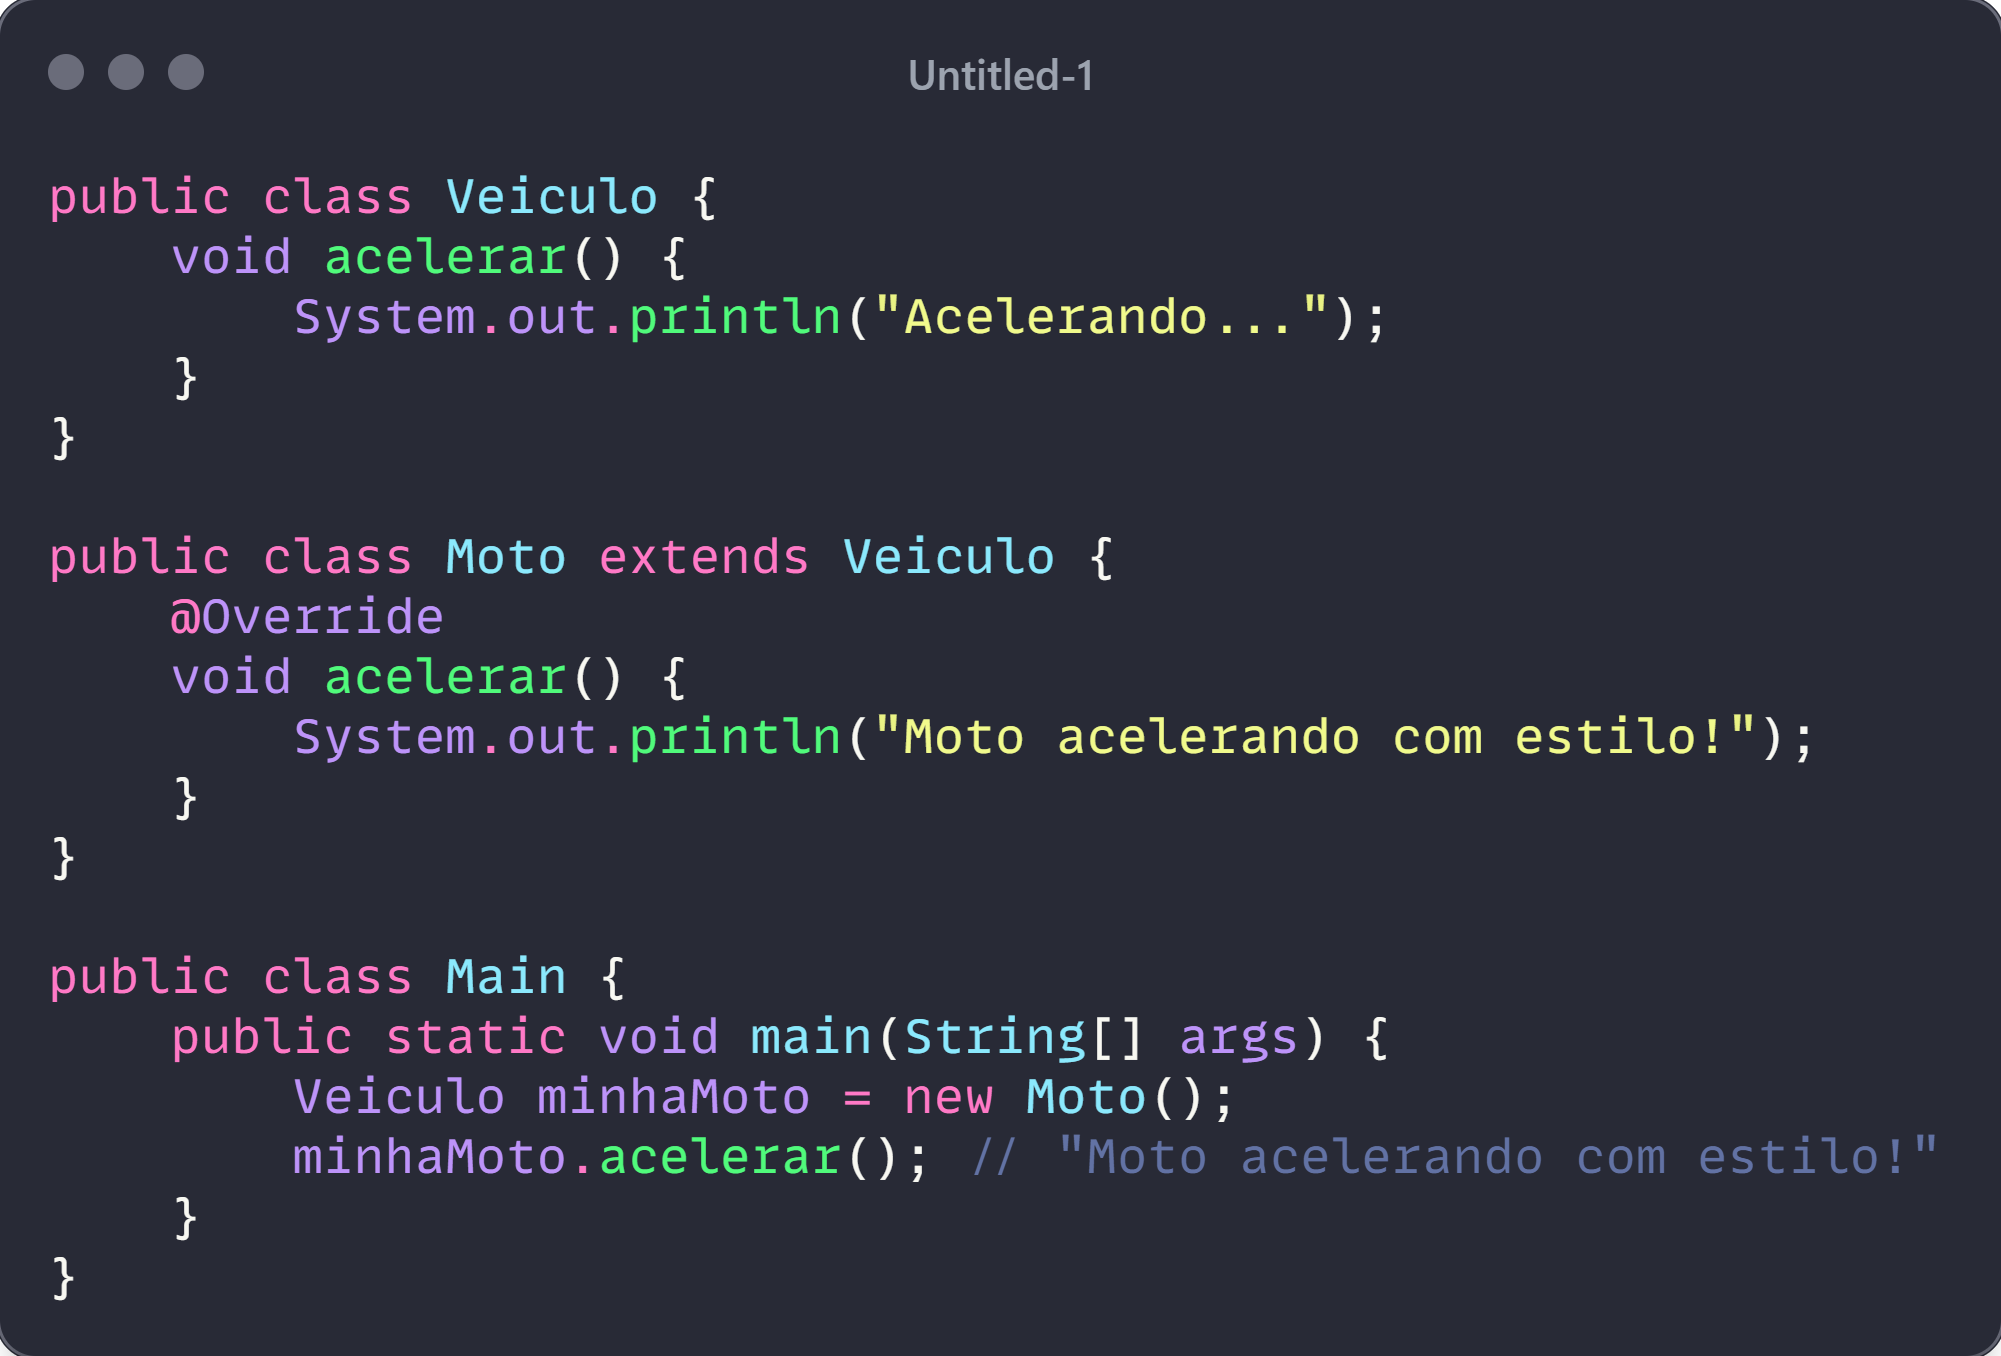 Untitled-1
public class Veiculo {
    void acelerar() {
        System.out.println("Acelerando...");
    }
}
public class Moto extends Veiculo {
    @Override
    void acelerar() {
        System.out.println("Moto acelerando com estilo!");
    }
}
public class Main {
    public static void main(String[] args) {
        Veiculo minhaMoto = new Moto();
        minhaMoto.acelerar(); // "Moto acelerando com estilo!"
    }
}